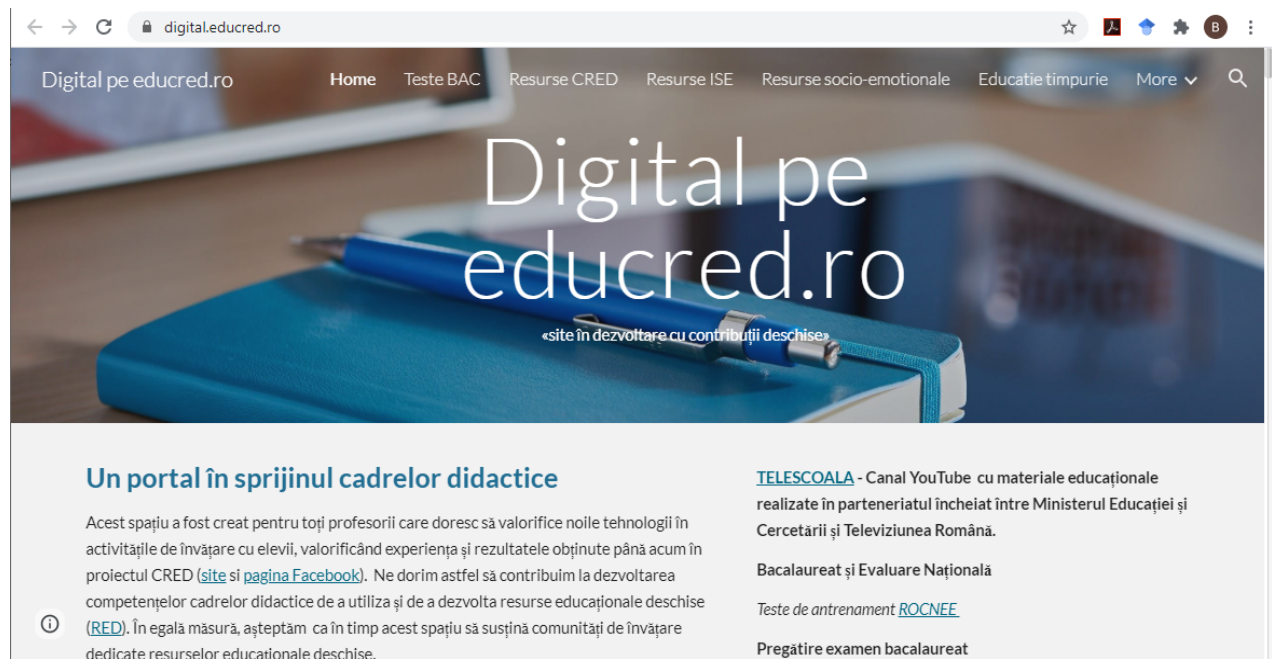 digital.educred.ro
B
Digital pe educred.ro
Home Teste BAC Resurse CRED Resurse ISE Resurse socio-emotionale Educatie timpurie More
Digital pe
educred.ro
«site în dezvoltare cu contribuții deschise»
Un portal în sprijinul cadrelor didactice
Acest spațiu a fost creat pentru toți profesorii care doresc să valorifice noile tehnologii în
activitățile de învățare cu elevii, valorificând experiența și rezultatele obținute până acum în
proiectul CRED (site si pagina Facebook). Ne dorim astfel să contribuim la dezvoltarea
competențelor cadrelor didactice de a utiliza și de a dezvolta resurse educaționale deschise
(RED). În egală măsură, așteptăm ca în timp acest spațiu să susțină comunități de învățare
dedicate resurselor educaționale deschise.
TELESCOALA - Canal YouTube cu materiale educaționale
realizate în parteneriatul încheiat între Ministerul Educației și
Cercetării și Televiziunea Română.
Bacalaureat și Evaluare Națională
Teste de antrenament ROCNEE
Pregătire examen bacalaureat